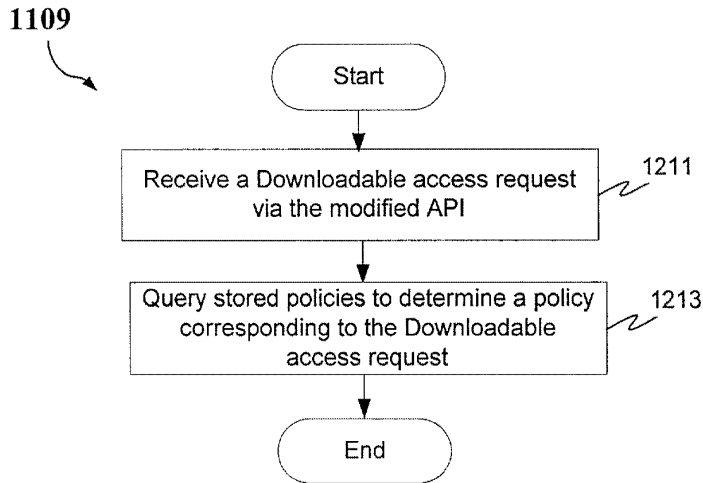 1109
Start
Receive a Downloadable access request
via the modified API
1211
Query stored policies to determine a policy
corresponding to the Downloadable
access request
1213
End